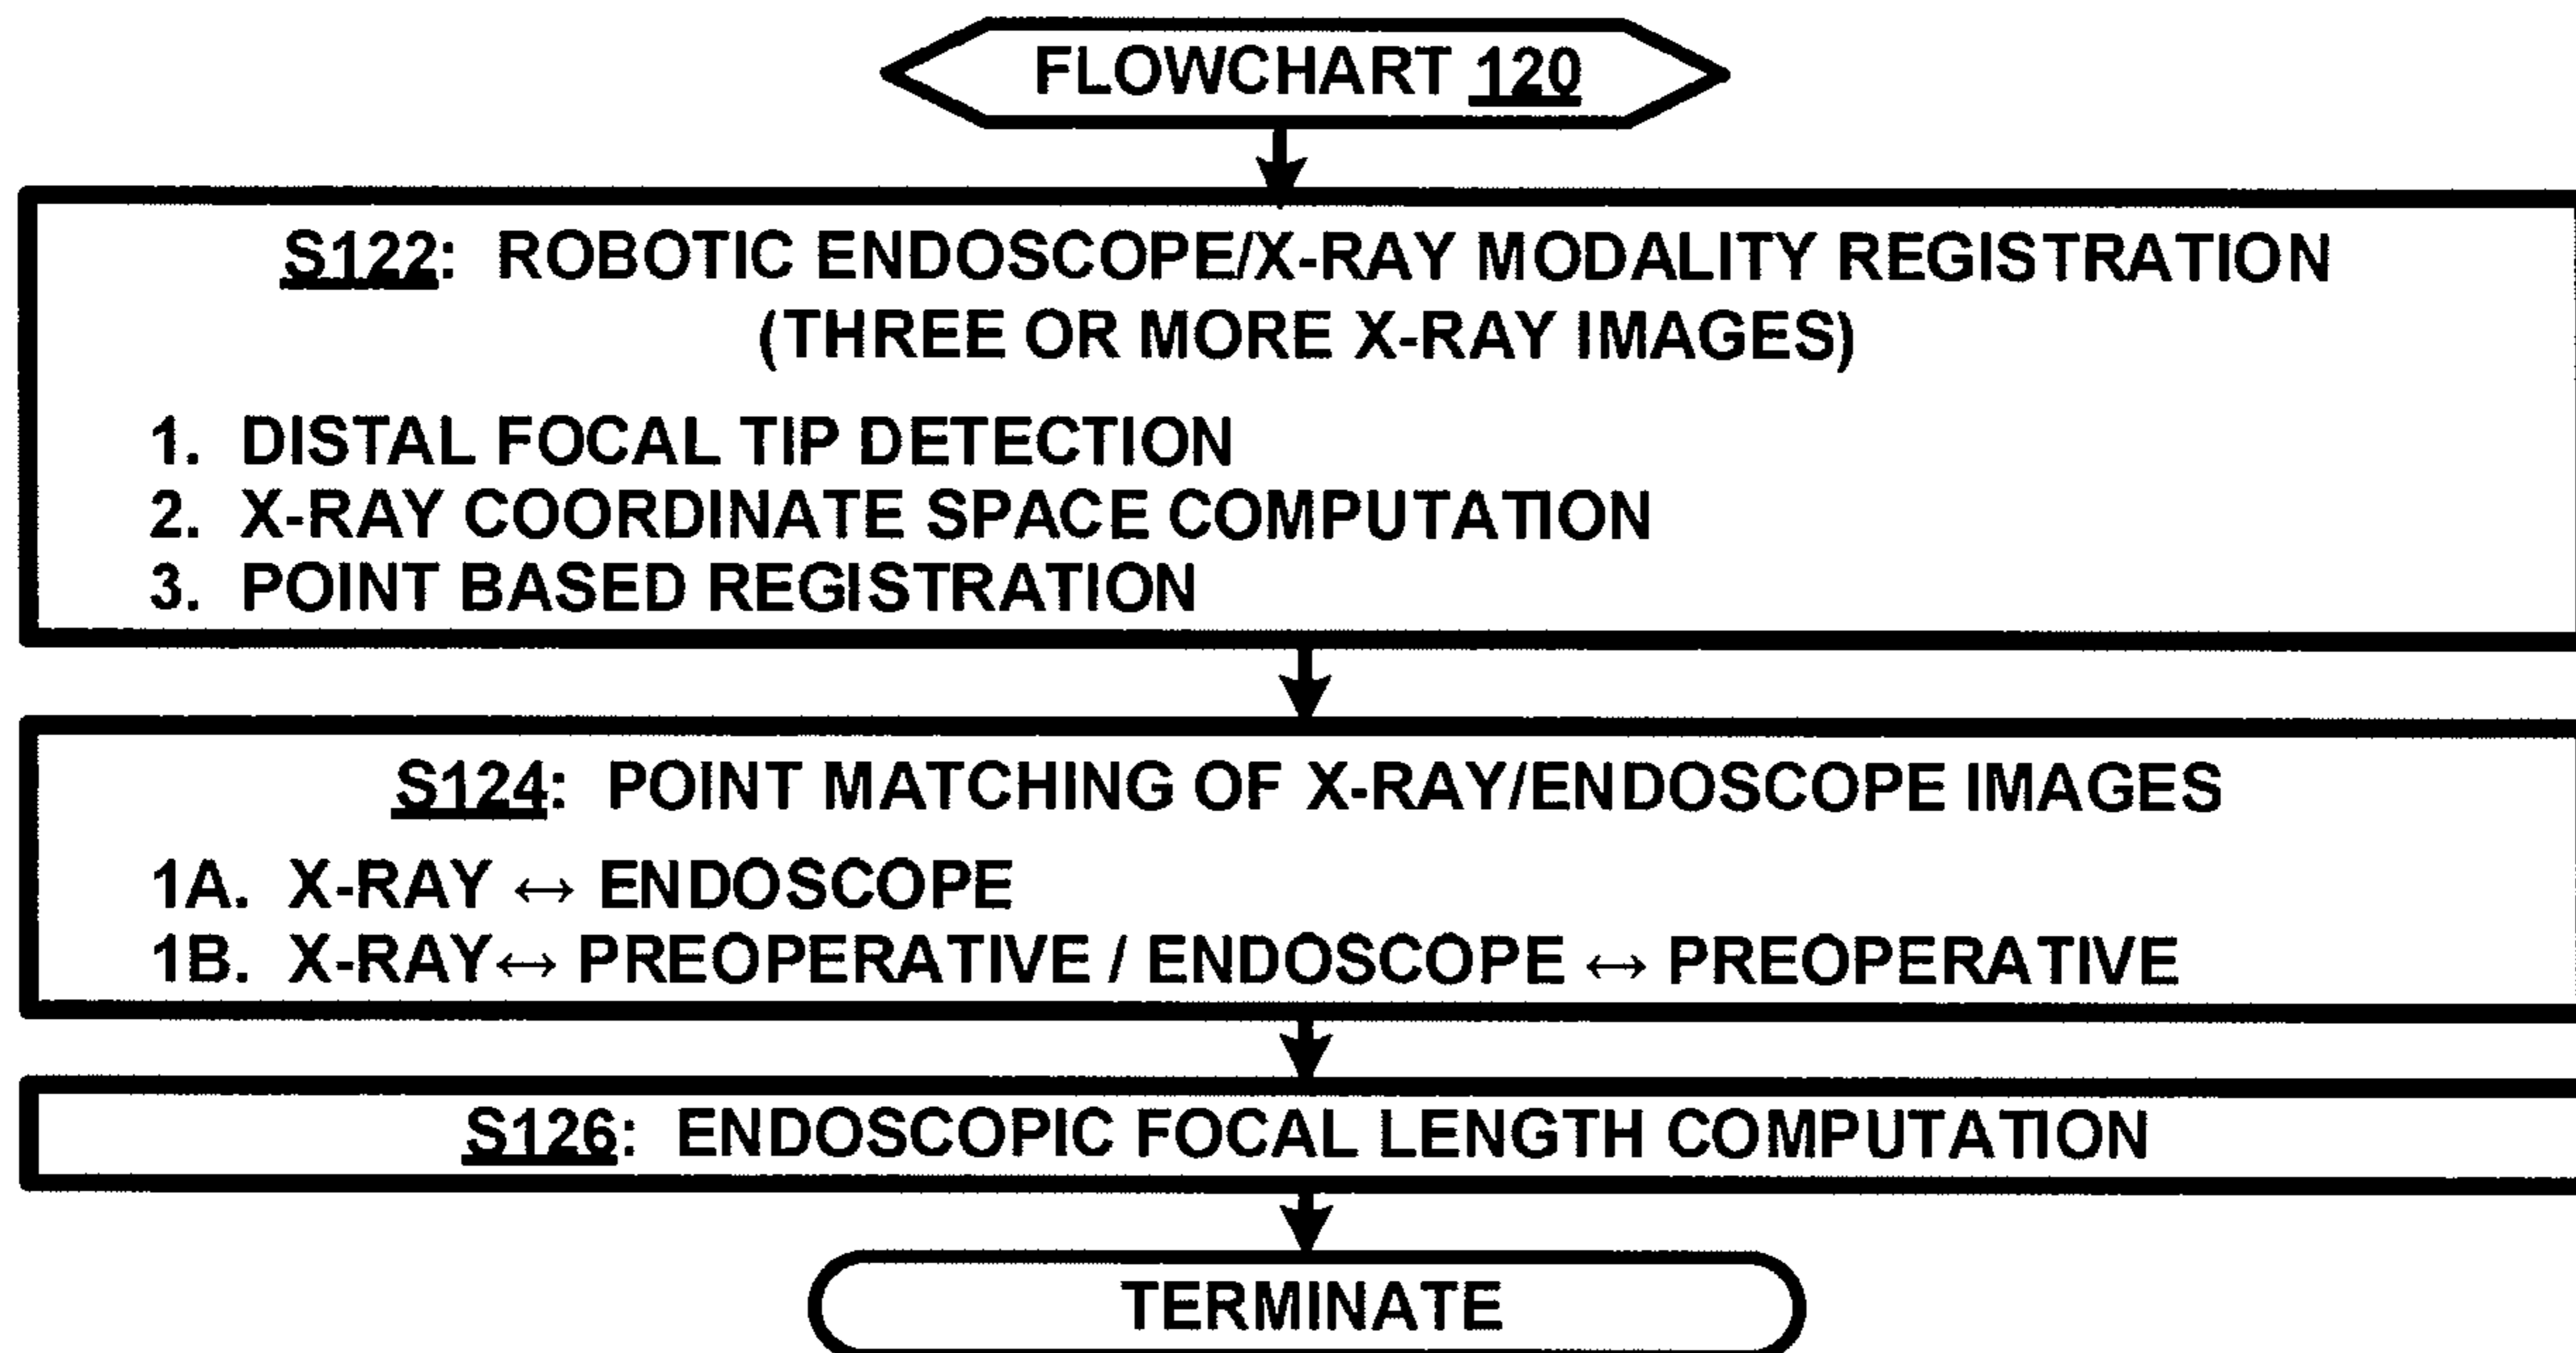 FLOWCHART 120
S122: ROBOTIC ENDOSCOPE/X-RAY MODALITY REGISTRATION
(THREE OR MORE X-RAY IMAGES)
1. DISTAL FOCAL TIP DETECTION
2. X-RAY COORDINATE SPACE COMPUTATION
3. POINT BASED REGISTRATION
S124: POINT MATCHING OF X-RAY/ENDOSCOPE IMAGES
1A. X-RAY ↔ ENDOSCOPE
1B. X-RAY↔ PREOPERATIVE / ENDOSCOPE ↔ PREOPERATIVE
S126: ENDOSCOPIC FOCAL LENGTH COMPUTATION
TERMINATE